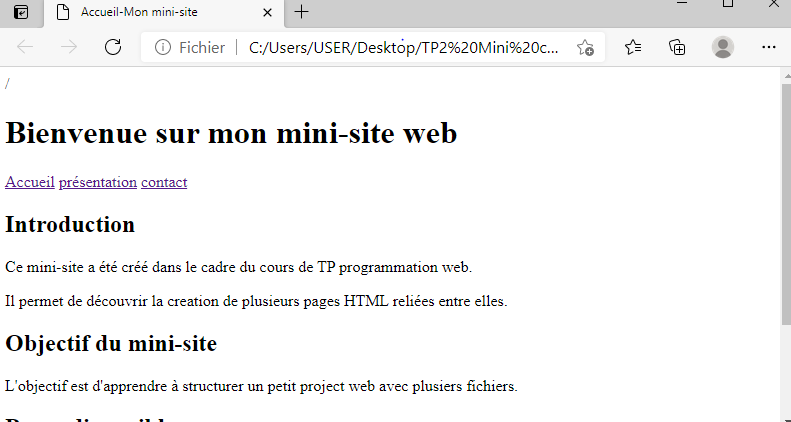 Accueil-Mon mini-site
Fichier
C:/Users/USER/Desktop/TP2%20Mini%20c...
/
Bienvenue sur mon mini-site web
Accueil présentation contact
Introduction
Ce mini-site a été créé dans le cadre du cours de TP programmation web.
Il permet de découvrir la creation de plusieurs pages HTML reliées entre elles.
Objectif du mini-site
L'objectif est d'apprendre à structurer un petit project web avec plusiers fichiers.